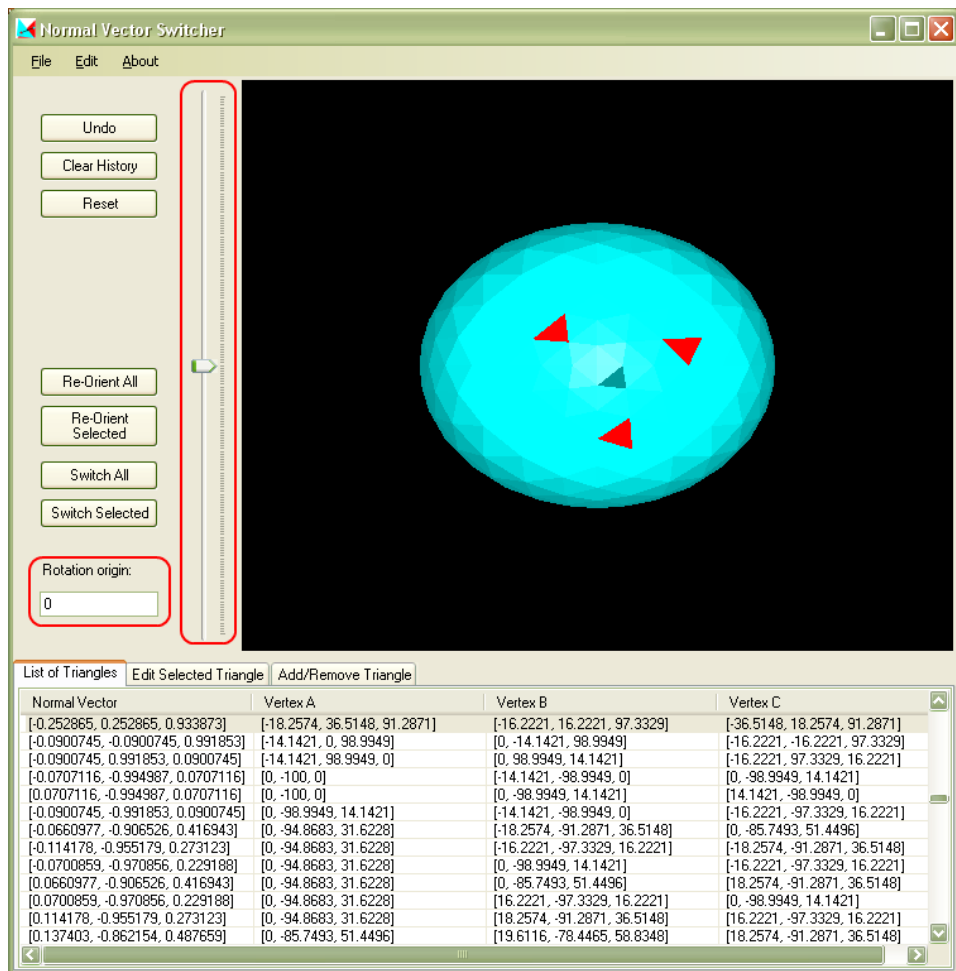 Normal Vector Switcher
File Edit About
Undo
Clear History
Reset
Re-Orient All
Re-Orient
Selected
Switch All
Switch Selected
Rotation origin:
0
List of Triangles Edit Selected Triangle Add/Remove Triangle
Normal Vector Vertex A Vertex B Vertex C
[-0.252865, 0.252865, 0.933873] [-18.2574, 36.5148, 91.2871] [-16.2221, 16.2221, 97.3329] [-36.5148, 18.2574, 91.2871]
[-0.0900745, -0.0900745, 0.991853] [-14.1421, 0, 98.9949] [0, -14.1421, 98.9949] [-16.2221, -16.2221, 97.3329]
[-0.0900745, 0.991853, 0.0900745] [-14.1421, 98.9949, 0] [0, 98.9949, 14.1421] [-16.2221, 97.3329, 16.2221]
[-0.0707116, -0.994987, 0.0707116] [0, -100, 0] [-14.1421, -98.9949, 0] [0, -98.9949, 14.1421]
[0.0707116, -0.994987, 0.0707116] [0, -100, 0] [0, -98.9949, 14.1421] [14.1421, -98.9949, 0]
[-0.0900745, -0.991853, 0.0900745] [0, -98.9949, 14.1421] [-14.1421, -98.9949, 0] [-16.2221, -97.3329, 16.2221]
[-0.0660977, -0.906526, 0.416943] [0, -94.8683, 31.6228] [-18.2574, -91.2871, 36.5148] [0, -85.7493, 51.4496]
[-0.114178, -0.955179, 0.273123] [0, -94.8683, 31.6228] [-16.2221, -97.3329, 16.2221] [-18.2574, -91.2871, 36.5148]
[-0.0700859, -0.970856, 0.229188] [0, -94.8683, 31.6228] [0, -98.9949, 14.1421] [-16.2221, -97.3329, 16.2221]
[0.0660977, -0.906526, 0.416943] [0, -94.8683, 31.6228] [0, -85.7493, 51.4496] [18.2574, -91.2871, 36.5148]
[0.0700859, -0.970856, 0.229188] [0, -94.8683, 31.6228] [16.2221, -97.3329, 16.2221] [0, -98.9949, 14.1421]
[0.114178, -0.955179, 0.273123] [0, -94.8683, 31.6228] [18.2574, -91.2871, 36.5148] [16.2221, -97.3329, 16.2221]
[0.137403, -0.862154, 0.487659] [0, -85.7493, 51.4496] [19.6116, -78.4465, 58.8348] [18.2574, -91.2871, 36.5148]